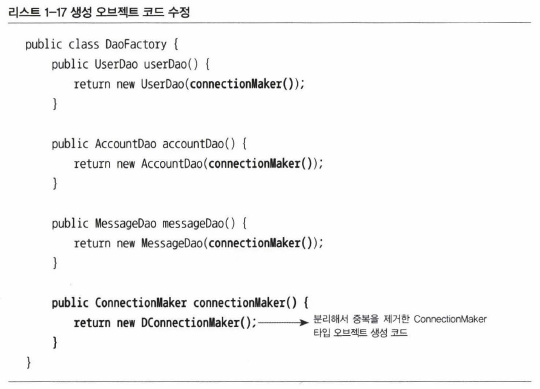 리스트 1-17 생성 오브젝트 코드 수정
public class DaoFactory {
    public UserDao userDao() {
        return new UserDao(connectionMaker());
    }

    public AccountDao accountDao() {
        return new AccountDao(connectionMaker());
    }

    public MessageDao messageDao() {
        return new MessageDao(connectionMaker());
    }

    public ConnectionMaker connectionMaker() {
        return new DConnectionMaker(); 분리해서 중복을 제거한 ConnectionMaker
타입 오브젝트 생성 코드
    }
}